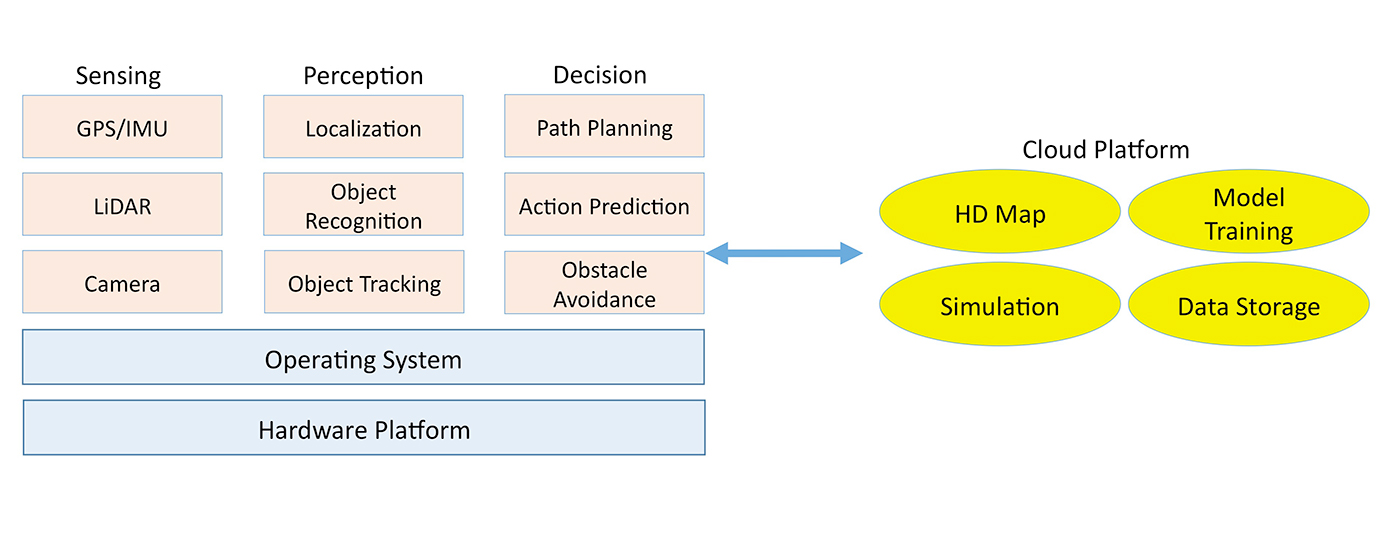 Sensing
GPS/IMU
LiDAR
Camera
Perception
Localization
Object
Recognition
Object Tracking
Decision
Path Planning
Action Prediction
Obstacle
Avoidance
Operating System
Hardware Platform
Cloud Platform
HD Map
Model
Training
Simulation
Data Storage